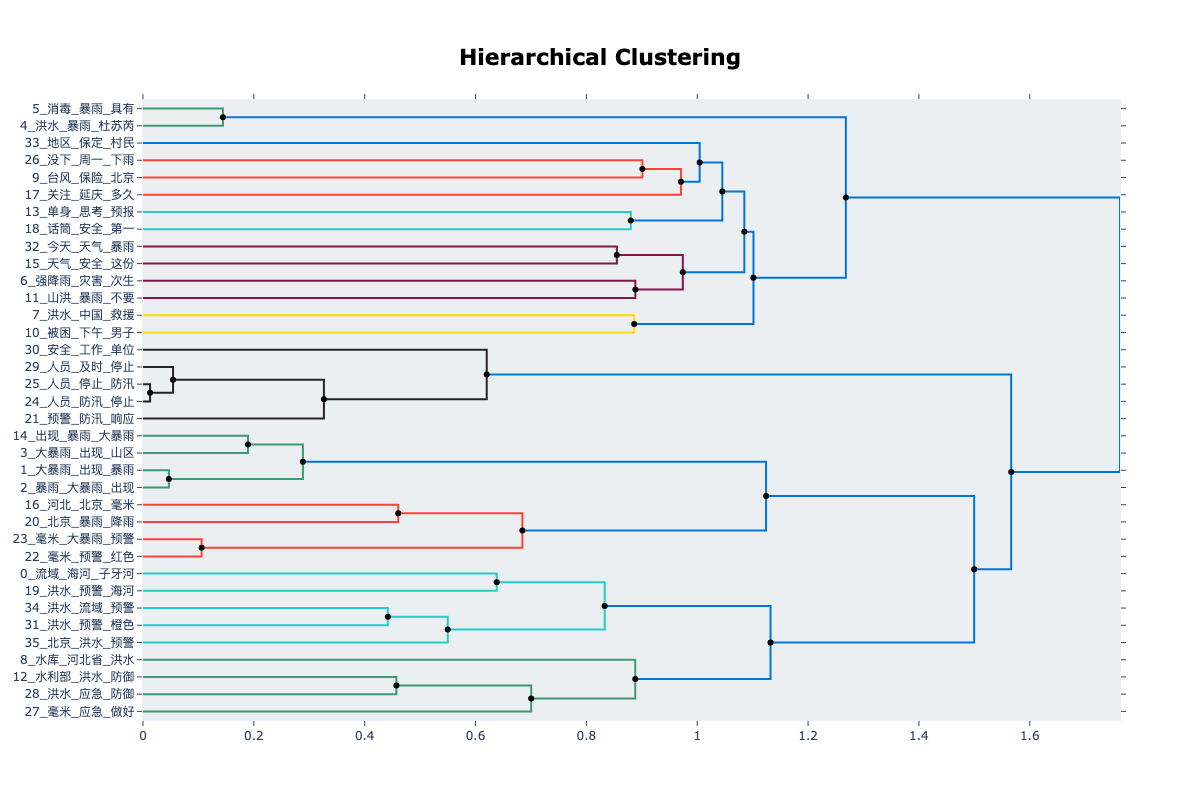 Hierarchical Clustering
5_消毒_暴雨_具有
4_洪水_暴雨_杜苏芮
33_地区_保定_村民
26_没下_周一_下雨
9_台风_保险_北京
17_关注_延庆_多久
13_单身_思考_预报
18_话筒_安全_第一
32_今天_天气_暴雨
15_天气_安全_这份
6_强降雨_灾害_次生
11_山洪_暴雨_不要
7_洪水_中国_救援
10_被困_下午_男子
30_安全_工作_单位
29_人员_及时_停止
25_人员_停止_防汛
24_人员_防汛_停止
21_预警_防汛_响应
14_出现_暴雨_大暴雨
3_大暴雨_出现_山区
1_大暴雨_出现_暴雨
2_暴雨_大暴雨_出现
16_河北_北京_毫米
20_北京_暴雨_降雨
23_毫米_大暴雨_预警
22_毫米_预警_红色
0_流域_海河_子牙河
19_洪水_预警_海河
34_洪水_流域_预警
31_洪水_预警_橙色
35_北京_洪水_预警
8_水库_河北省_洪水
12_水利部_洪水_防御
28_洪水_应急_防御
27_毫米_应急_做好
0 0.2 0.4 0.6 0.8 1 1.2 1.4 1.6